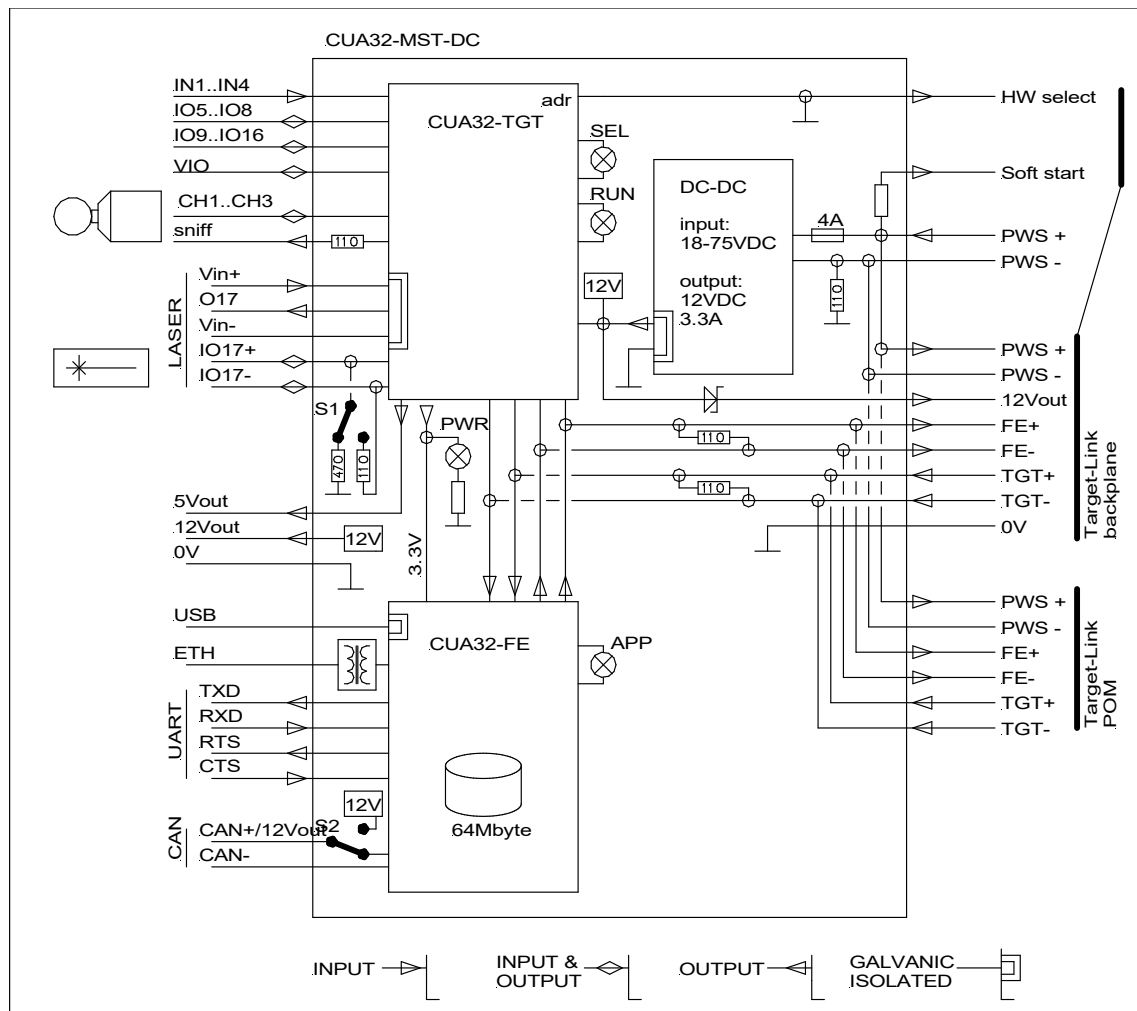 CUA32-MST-DC
IN1..IN4
IO5..IO8
IO9..IO16
VIO
CH1..CH3
sniff
110
LASER
Vin+
O17
Vin-
IO17+
IO17-
S1
470
110
5Vout
12Vout
12V
0V
USB
ETH
UART
TXD
RXD
RTS
CTS
CAN
CAN+/12Vout
S2
12V
CAN-
adr
CUA32-TGT
SEL
RUN
PWR
3.3V
12V
DC-DC
input:
18-75VDC
output:
12VDC
3.3A
4A
110
110
110
CUA32-FE
APP
64Mbyte
HW select
Soft start
PWS +
PWS -
PWS +
PWS -
12Vout
FE+
FE-
TGT+
TGT-
0V
Target-Link
backplane
PWS +
PWS -
FE+
FE-
TGT+
TGT-
Target-Link
POM
INPUT
INPUT &
OUTPUT
OUTPUT
GALVANIC
ISOLATED